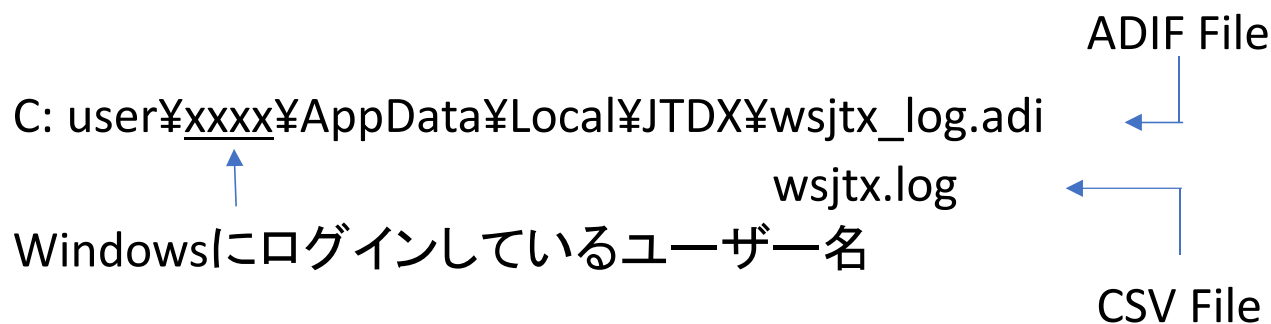 ADIF File
C: user¥xxxx¥AppData¥Local¥JTDX¥wsjtx_log.adi
wsjtx.log
Windowsにログインしているユーザー名
CSV File